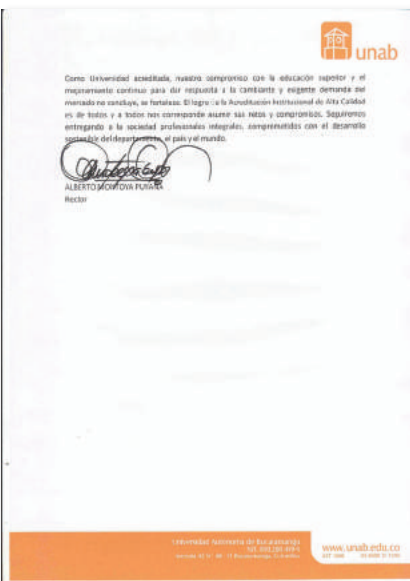 unab
Como Universidad acreditada, nuestro compromiso con la educación superior y el
mejoramiento continuo para dar respuesta a la cambiante y exigente demanda del
mercado no concluye, se fortalece. El logro de la Acreditación Institucional de Alta Calidad
es de todos y a todos nos corresponde asumir sus retos y compromisos. Seguiremos
entregando a la sociedad profesionales integrales, comprometidos con el desarrollo
sostenible del departamento, el país y el mundo.
ALBERTO MONTOYA PUYANA
Rector
Universidad Autónoma de Bucaramanga
www.unab.edu.co